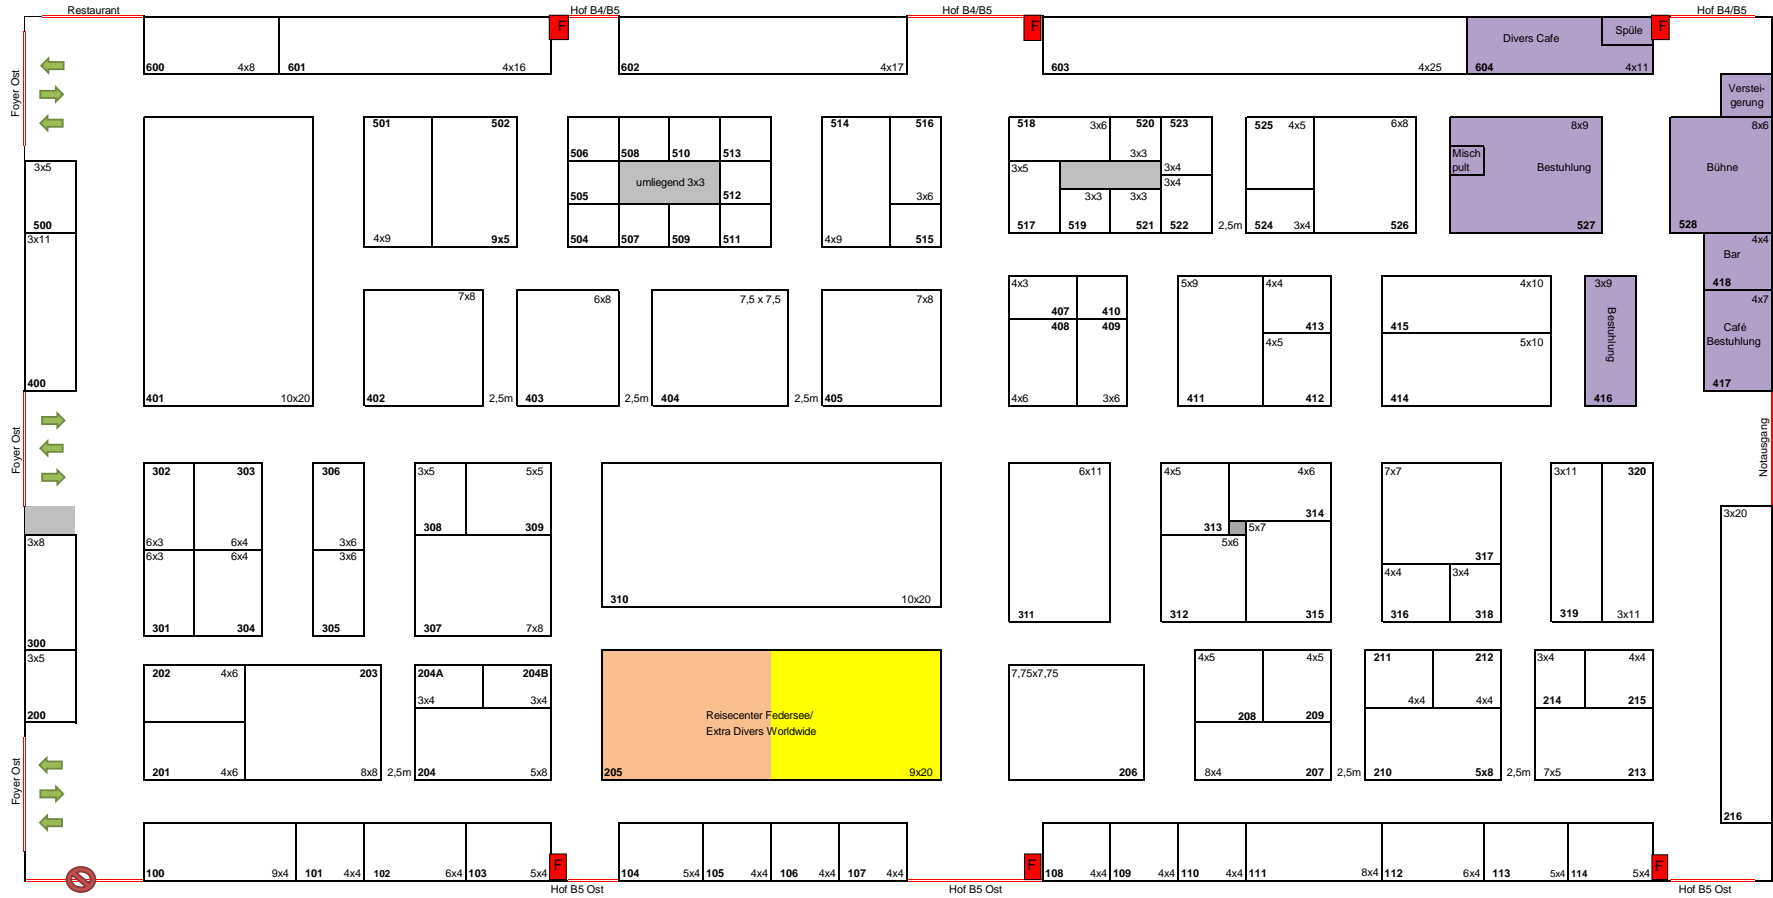 Restaurant
Hof B4/B5
Hof B4/B5
Hof B4/B5
F
F
F
600 4x8
601 4x16
602 4x17
603 4x25
Divers Cafe
604 4x11
Spüle
Foyer Ost
Verstei-
gerung
501
4x9
502
9x5
506
508
510
513
505
umliegend 3x3
512
504
507
509
511
514
4x9
516
3x6
515
518 3x6
520
3x3
523
3x4
3x5
517
3x3
519
3x3
521
3x4
522
2,5m
525 4x5
524 3x4
6x8
526
8x9
Misch
pult
Bestuhlung
527
8x6
Bühne
528
3x5
500
3x11
400
4x4
Bar
418
4x7
Café
Bestuhlung
417
401 10x20
7x8
402
2,5m
6x8
403
2,5m
7,5 x 7,5
404
2,5m
7x8
405
4x3
407
410
408
4x6
409
3x6
5x9
411
4x4
413
4x5
412
4x10
415
5x10
414
3x9
Bestuhlung
416
Foyer Ost
Notausgang
302
6x3
303
6x4
6x3
301
6x4
304
306
3x6
3x6
305
3x5
308
5x5
309
307 7x8
310 10x20
6x11
311
4x5
313
4x6
314
5x6
312
5x7
315
7x7
317
4x4
316
3x4
318
3x11
319
320
3x11
3x20
216
3x8
300
3x5
200
202 4x6
201 4x6
203
8x8
2,5m
204A
3x4
204B
3x4
204 5x8
Reisecenter Federsee/
Extra Divers Worldwide
205 9x20
7,75x7,75
206
4x5
208
4x5
209
8x4 207
2,5m
211
4x4
212
4x4
210 5x8
2,5m
3x4
214
4x4
215
7x5 213
Foyer Ost
100 9x4
101 4x4
102 6x4
103 5x4
F
104 5x4
105 4x4
106 4x4
107 4x4
F
108 4x4
109 4x4
110 4x4
111 8x4
112 6x4
113 5x4
114 5x4
F
Hof B5 Ost
Hof B5 Ost
Hof B5 Ost